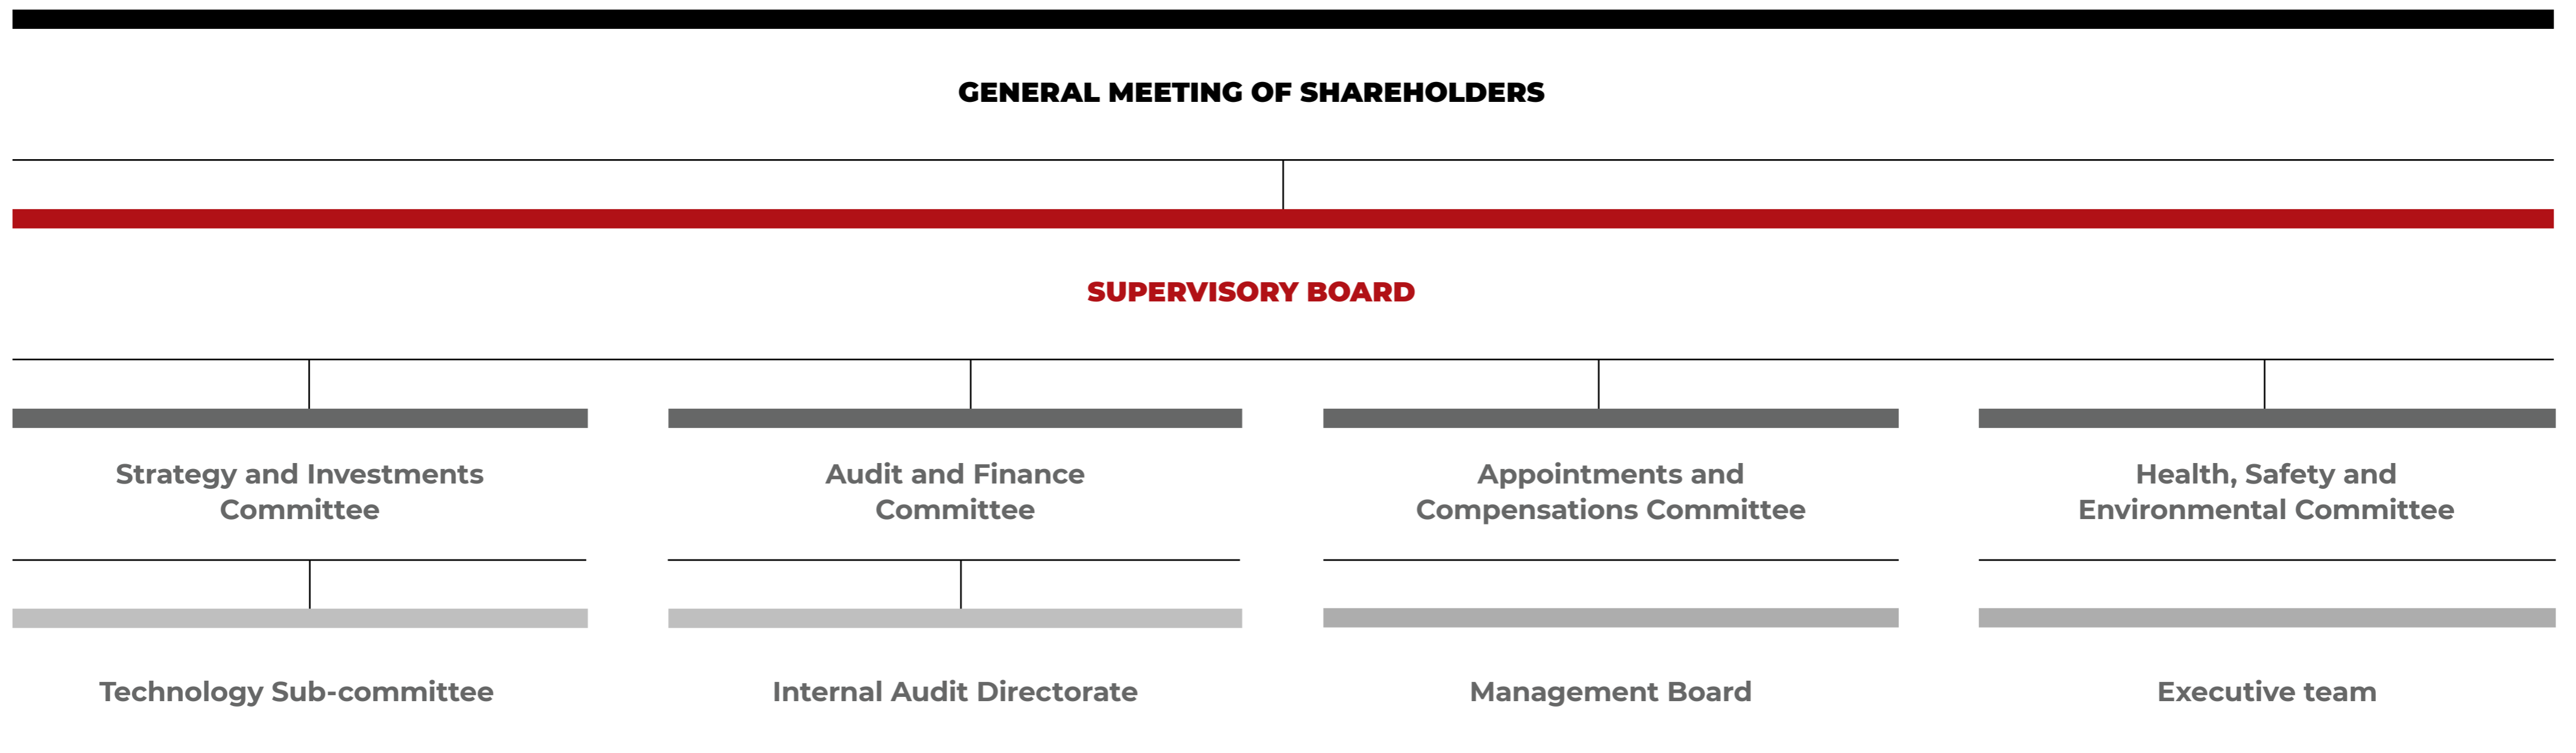 GENERAL MEETING OF SHAREHOLDERS
SUPERVISORY BOARD
Strategy and Investments
Committee
Audit and Finance
Committee
Appointments and
Compensations Committee
Health, Safety and
Environmental Committee
Technology Sub-committee
Internal Audit Directorate
Management Board
Executive team